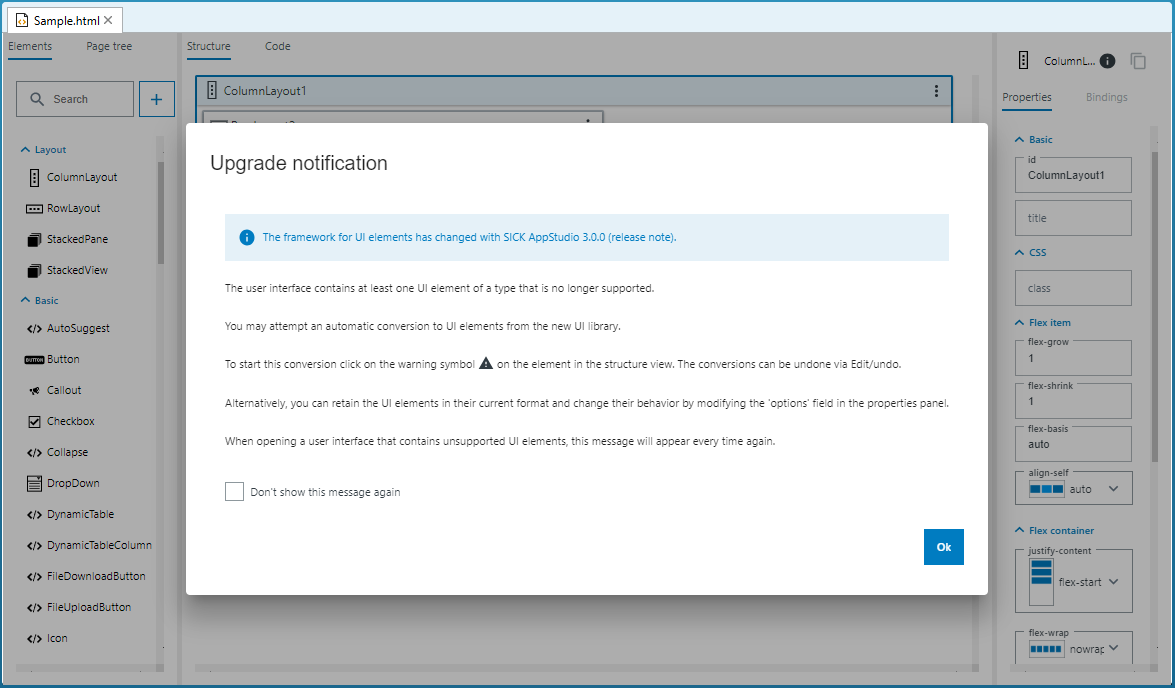 Sample.html
Elements
Page tree
Search
Layout
ColumnLayout
RowLayout
StackedPane
StackedView
Basic
AutoSuggest
BUTTON
Button
Callout
Checkbox
Collapse
DropDown
DynamicTable
DynamicTableColumn
FileDownloadButton
FileUploadButton
Icon
Structure
Code
ColumnLayout1
Upgrade notification
The framework for UI elements has changed with SICK AppStudio 3.0.0 (release note).
The user interface contains at least one UI element of a type that is no longer supported.
You may attempt an automatic conversion to UI elements from the new UI library.
To start this conversion click on the warning symbol on the element in the structure view. The conversions can be undone via Edit/undo.
Alternatively, you can retain the UI elements in their current format and change their behavior by modifying the 'options' field in the properties panel.
When opening a user interface that contains unsupported UI elements, this message will appear every time again.
Don't show this message again
Ok
ColumnL...
Properties
Bindings
Basic
id
ColumnLayout1
title
CSS
class
Flex item
flex-grow
1
flex-shrink
1
flex-basis
auto
align-self
auto
Flex container
justify-content
flex-start
flex-wrap
nowrap